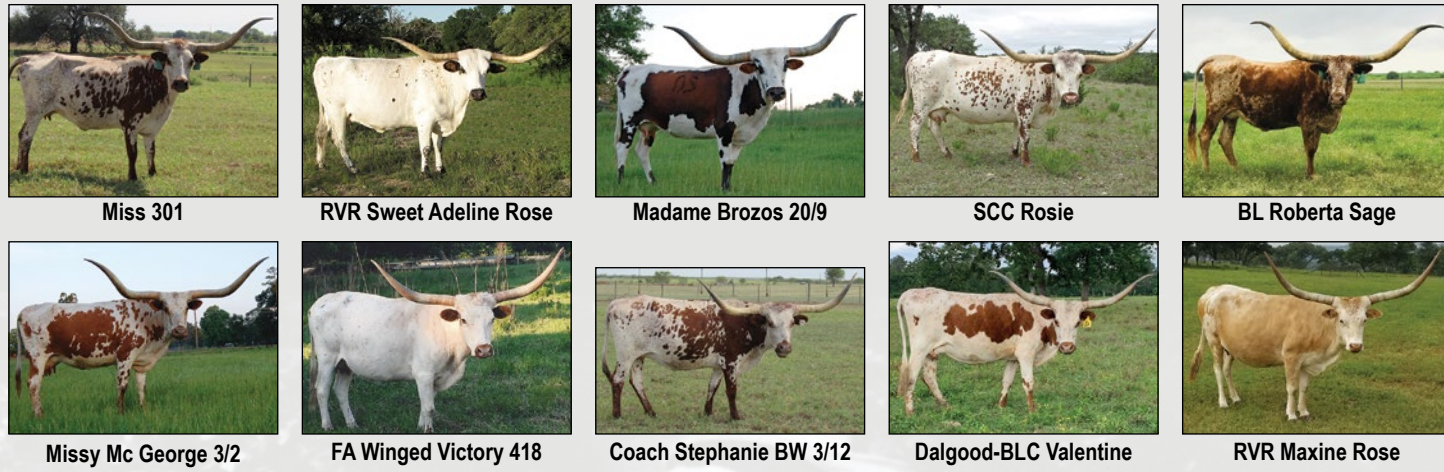 Miss 301
RVR Sweet Adeline Rose
Madame Brozos 20/9
SCC Rosie
BL Roberta Sage
Missy Mc George 3/2
FA Winged Victory 418
Coach Stephanie BW 3/12
Dalgood-BLC Valentine
RVR Maxine Rose